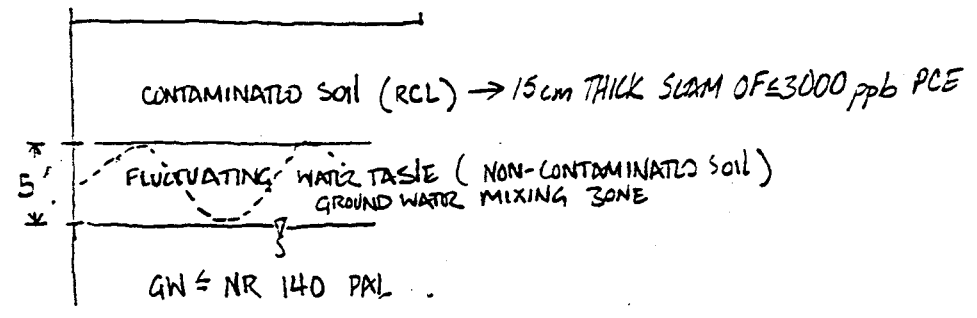 CONTAMINATED SOIL (RCL) → 15cm THICK SEAM OF ≤3000 ppb PCE
5'
FLUCTUATING WATER TABLE (NON-CONTAMINATED SOIL)
GROUND WATER MIXING ZONE
GW ≤ NR 140 PAL.